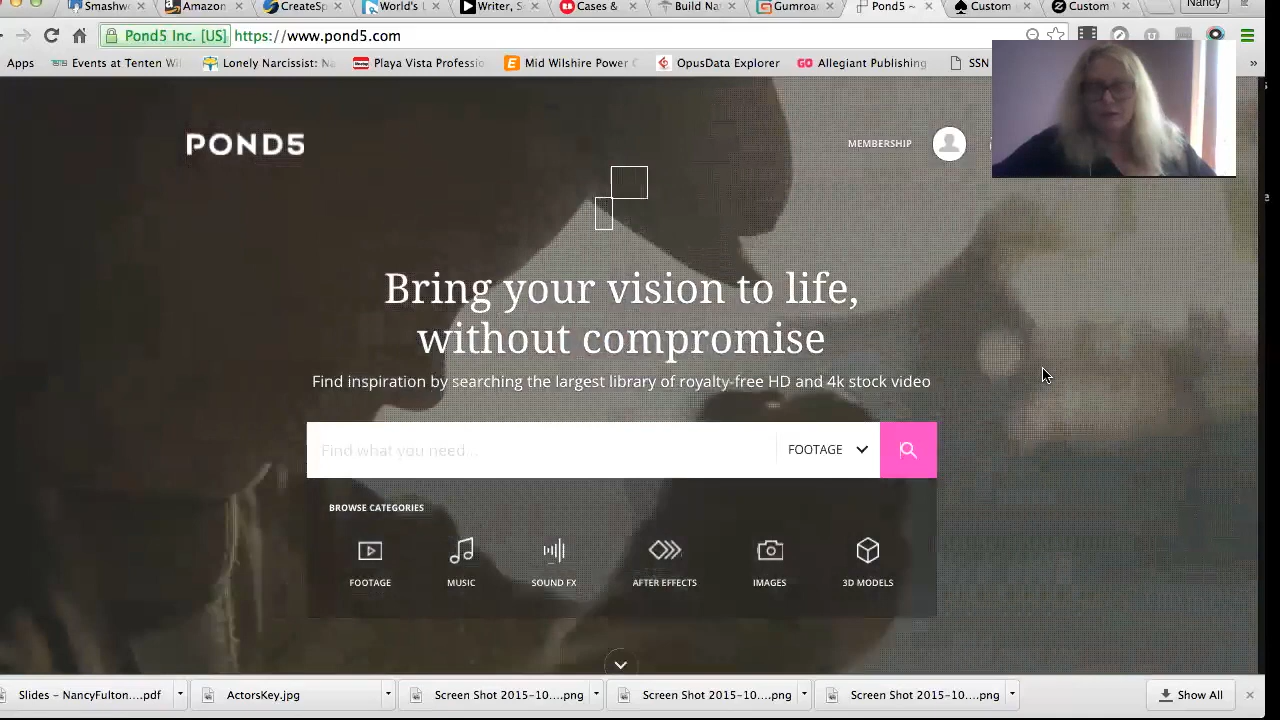 Smashw
Amazon
CreateSp
World's L
Writer, S
Cases &
Build Nat
Gumroad
Pond5 ~
Custom
Custom
Nancy
Pond5 Inc. [US] https://www.pond5.com
Apps
Events at Tenten Wil
Lonely Narcissist: Na
Playa Vista Professio
Mid Wilshire Power C
OpusData Explorer
GO Allegiant Publishing
SSN
»
POND5
MEMBERSHIP
Bring your vision to life,
without compromise
Find inspiration by searching the largest library of royalty-free HD and 4k stock video
Find what you need...
FOOTAGE
BROWSE CATEGORIES
FOOTAGE
MUSIC
SOUND FX
AFTER EFFECTS
IMAGES
3D MODELS
Slides – NancyFulton....pdf
ActorsKey.jpg
Screen Shot 2015-10....png
Screen Shot 2015-10....png
Screen Shot 2015-10....png
Show All